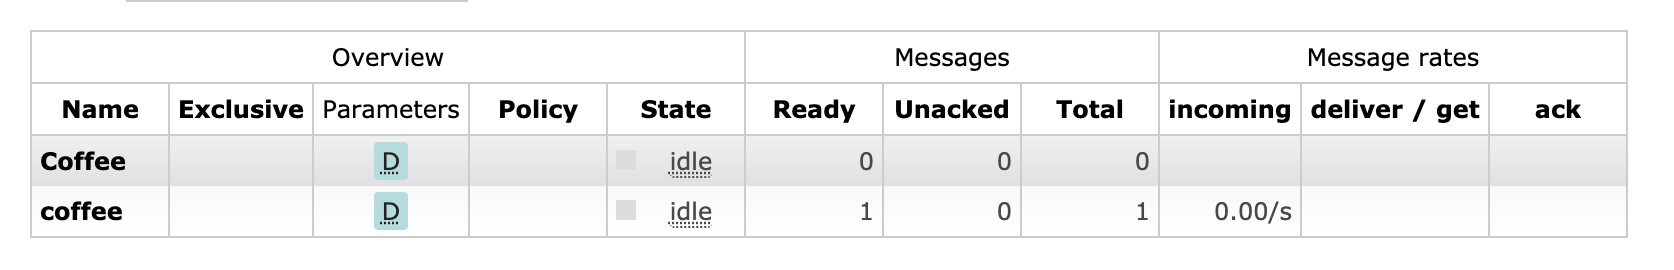 Overview Messages Message rates
Name Exclusive Parameters Policy State Ready Unacked Total incoming deliver / get ack
Coffee D idle 0 0 0
coffee D idle 1 0 1 0.00/s